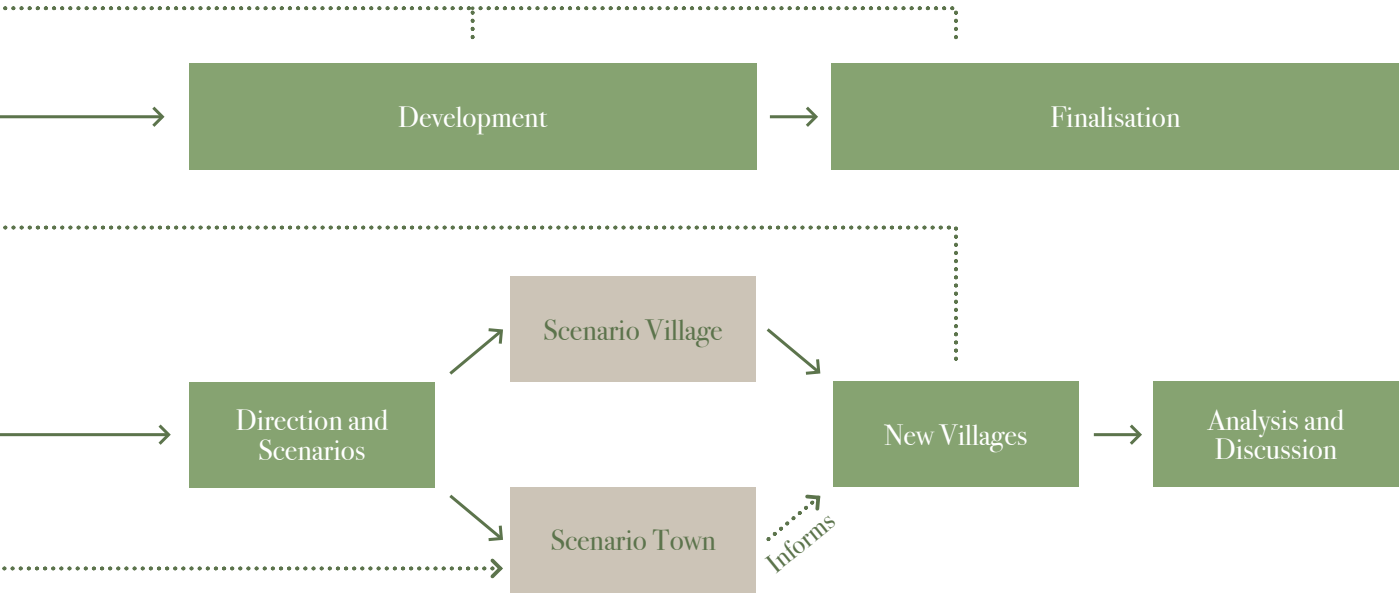 Development
Finalisation
Scenario Village
Direction and
Scenarios
New Villages
Analysis and
Discussion
Scenario Town
Informs